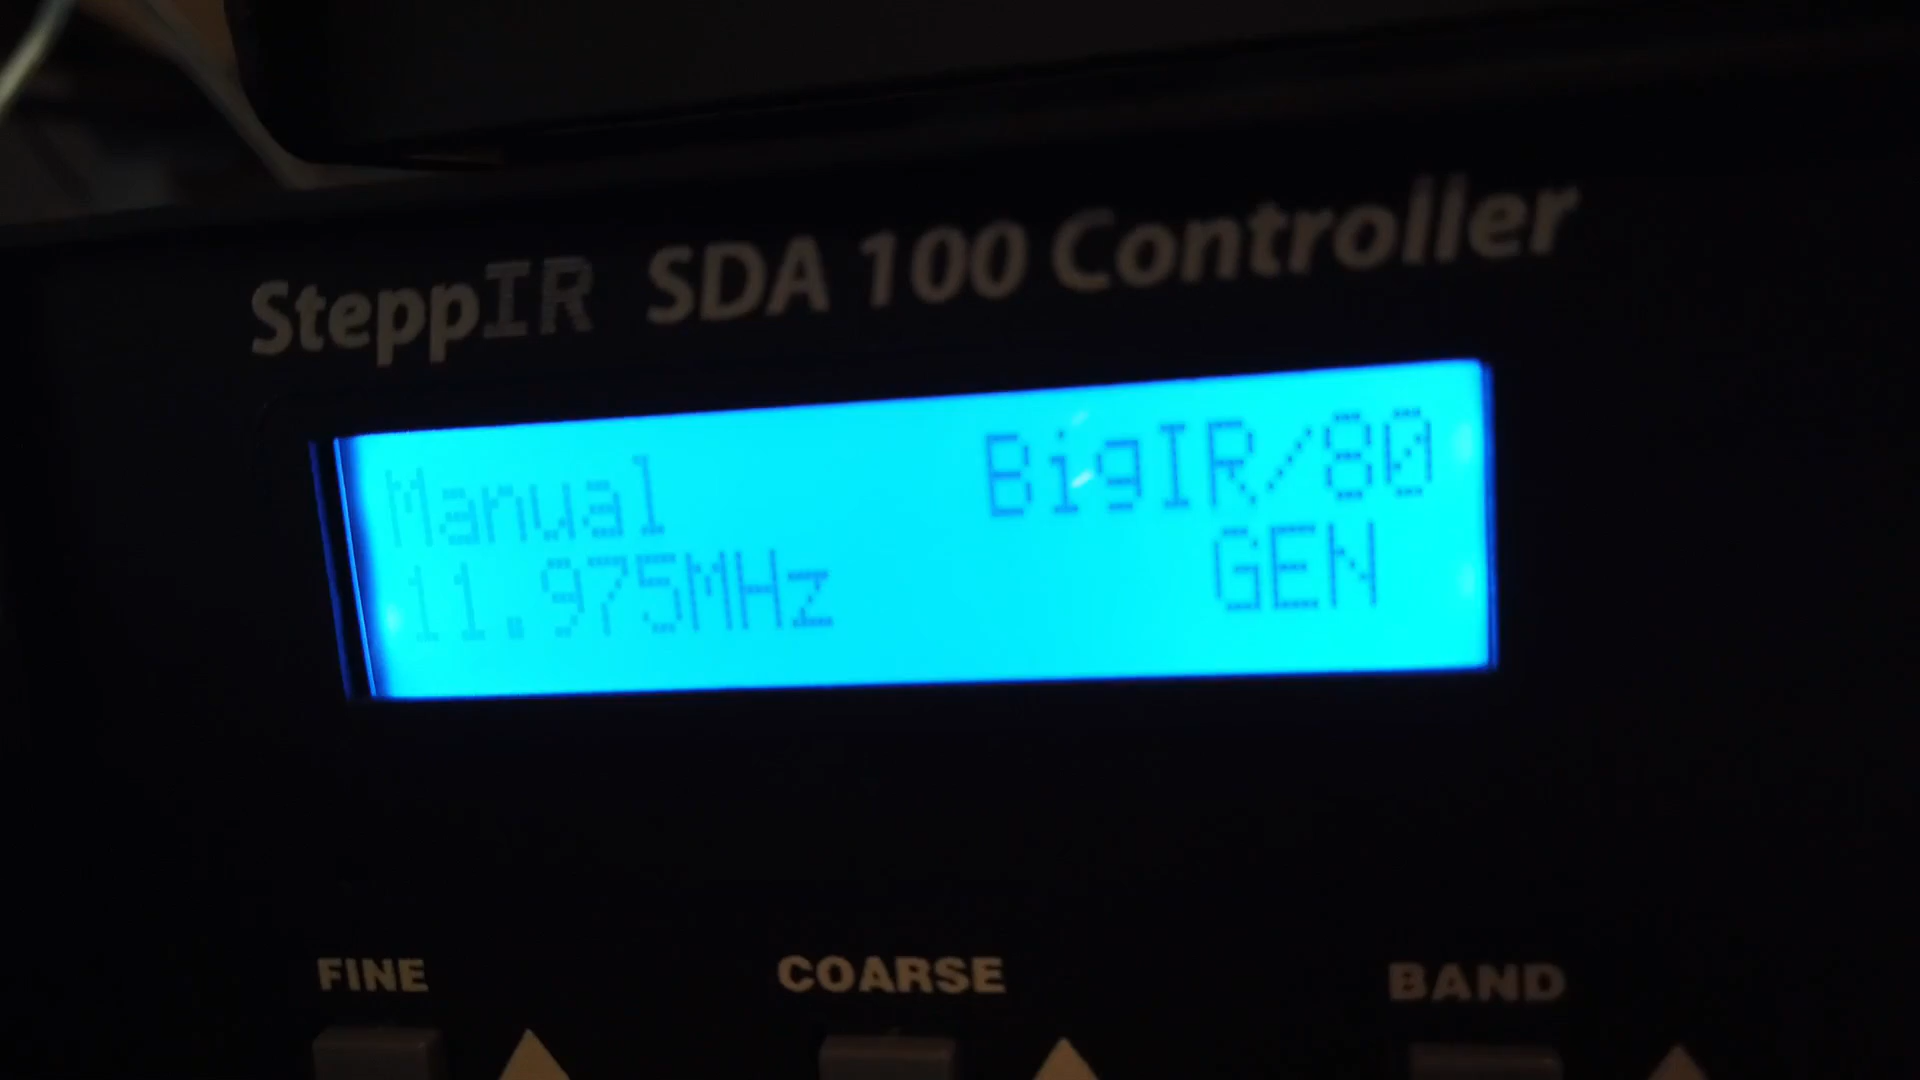 SteppIR SDA 100 Controller
Manual BigIR/80
11.975MHz GEN
FINE COARSE BAND